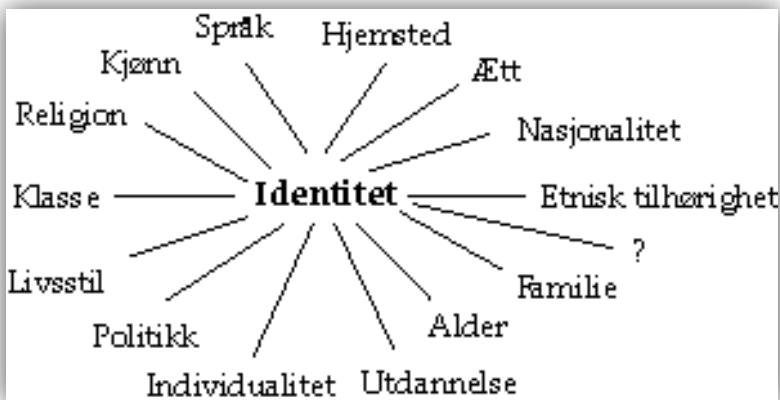 Språk
Hjemsted
Kjønn
Ætt
Religion
Nasjonalitet
Klasse
Identitet
Etnisk tilhørighet
?
Livsstil
Familie
Politikk
Alder
Individualitet
Utdannelse